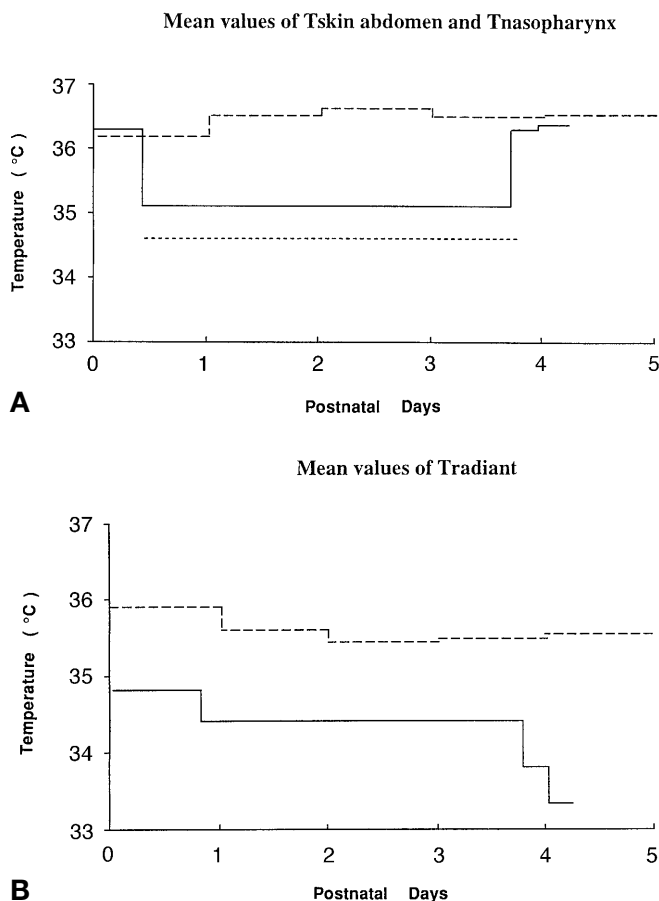 Mean values of Tskin abdomen and Tnasopharynx
37
36
35
34
33
Temperature ( °C)
0 1 2 3 4 5
Postnatal Days
A
Mean values of Tradiant
37
36
35
34
33
Temperature ( °C)
0 1 2 3 4 5
Postnatal Days
B